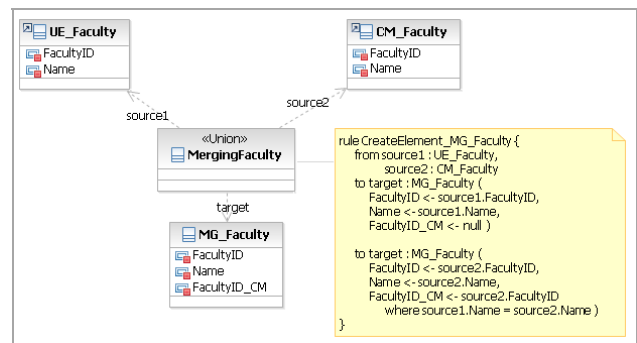 UE_Faculty
FacultyID
Name
CM_Faculty
FacultyID
Name
source1
source2
«Union»
MergingFaculty
target
MG_Faculty
FacultyID
Name
FacultyID_CM
rule CreateElement_MG_Faculty {
from source1 : UE_Faculty,
source2 : CM_Faculty
to target : MG_Faculty (
FacultyID <- source1.FacultyID,
Name <- source1.Name,
FacultyID_CM <- null )
to target : MG_Faculty (
FacultyID <- source2.FacultyID,
Name <- source2.Name,
FacultyID_CM <- source2.FacultyID
where source1.Name = source2.Name )
}